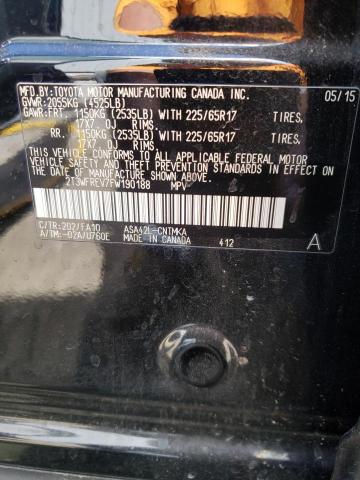 MFD.BY:TOYOTA MOTOR MANUFACTURING CANADA INC. 05/15
GVWR:2055KG (4525LB)
GAWR:FRT. 1150KG (2535LB) WITH 225/65R17 TIRES,
17X7 0J RIMS
RR. 1150KG (2535LB) WITH 225/65R17 TIRES,
17X7 0J RIMS
THIS VEHICLE CONFORMS TO ALL APPLICABLE FEDERAL MOTOR
VEHICLE SAFETY, BUMPER, AND THEFT PREVENTION STANDARDS IN
EFFECT ON THE DATE OF MANUFACTURE SHOWN ABOVE.
2T3WFREV7FW190188 MPV
C/TR:202/FA10 ASA42L-CNTMKA
A/TM:-02A/U760E MADE IN CANADA 412 A